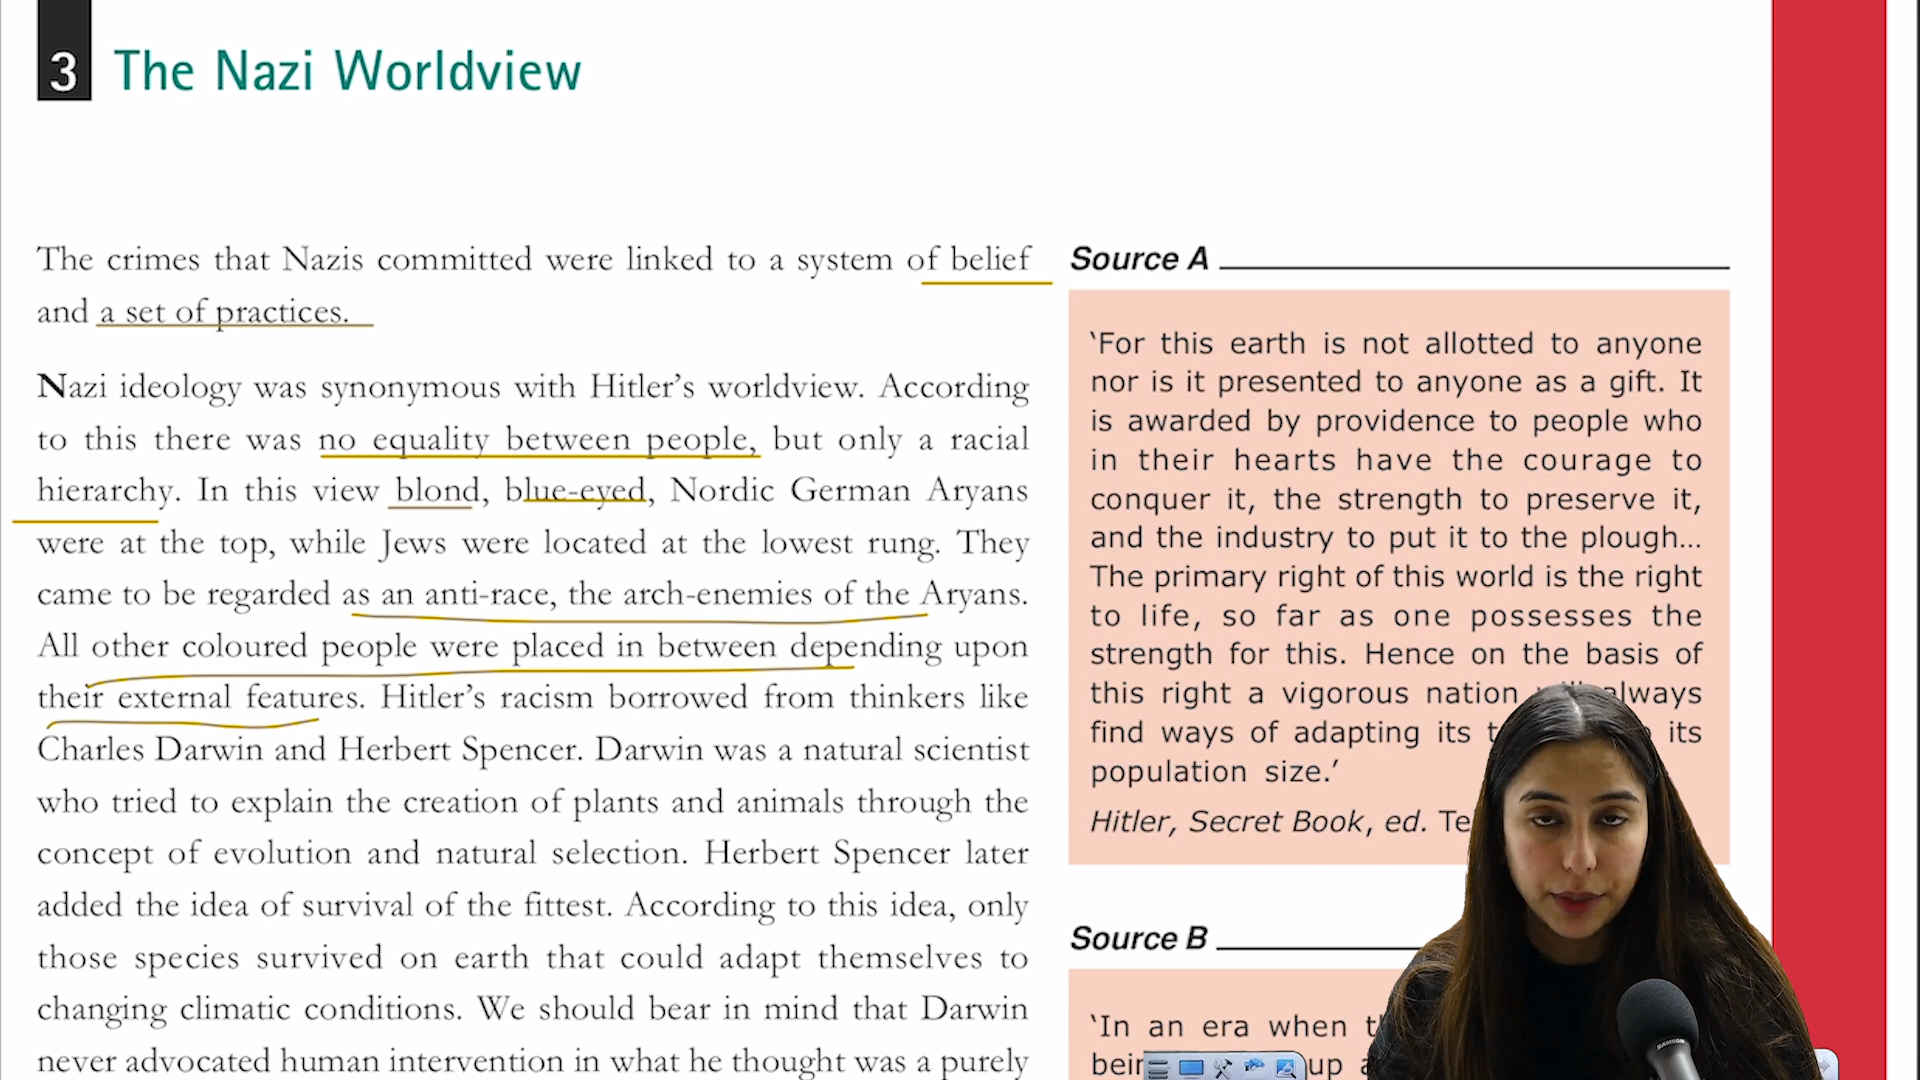 3 The Nazi Worldview
The crimes that Nazis committed were linked to a system of belief
and a set of practices.
Nazi ideology was synonymous with Hitler’s worldview. According
to this there was no equality between people, but only a racial
hierarchy. In this view blond, blue-eyed, Nordic German Aryans
were at the top, while Jews were located at the lowest rung. They
came to be regarded as an anti-race, the arch-enemies of the Aryans.
All other coloured people were placed in between depending upon
their external features. Hitler’s racism borrowed from thinkers like
Charles Darwin and Herbert Spencer. Darwin was a natural scientist
who tried to explain the creation of plants and animals through the
concept of evolution and natural selection. Herbert Spencer later
added the idea of survival of the fittest. According to this idea, only
those species survived on earth that could adapt themselves to
changing climatic conditions. We should bear in mind that Darwin
never advocated human intervention in what he thought was a purely
Source A
‘For this earth is not allotted to anyone
nor is it presented to anyone as a gift. It
is awarded by providence to people who
in their hearts have the courage to
conquer it, the strength to preserve it,
and the industry to put it to the plough...
The primary right of this world is the right
to life, so far as one possesses the
strength for this. Hence on the basis of
this right a vigorous nation always
find ways of adapting its its
population size.’
Hitler, Secret Book, ed.
Source B
‘In an era when
up
SAMSON